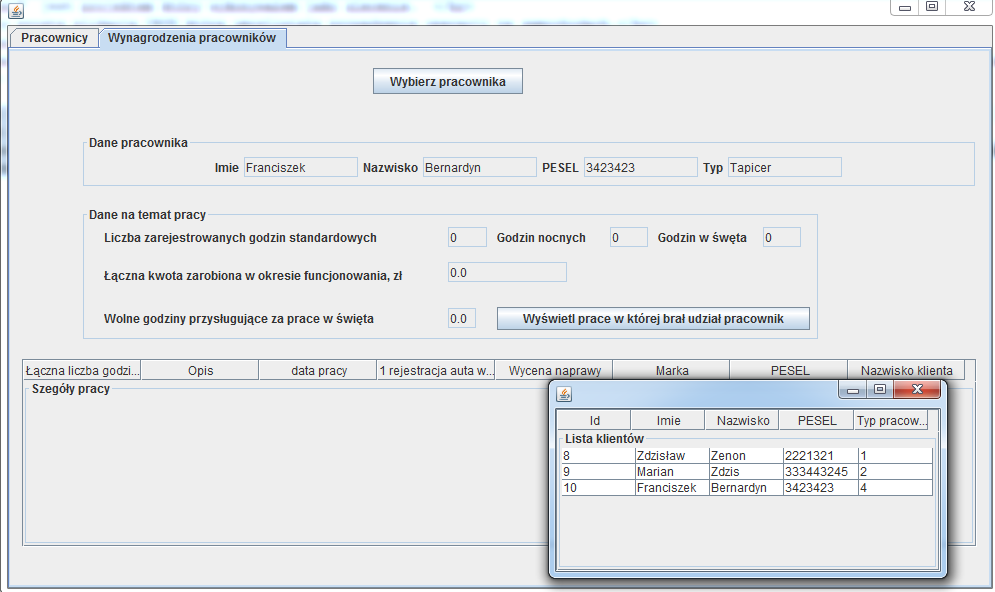 Pracownicy Wynagrodzenia pracowników
Wybierz pracownika
Dane pracownika
Imie Franciszek Nazwisko Bernardyn PESEL 3423423 Typ Tapicer
Dane na temat pracy
Liczba zarejestrowanych godzin standardowych 0 Godzin nocnych 0 Godzin w śwęta 0
Łączna kwota zarobiona w okresie funcjonowania, zł 0.0
Wolne godziny przysługujące za prace w święta 0.0 Wyświetl prace w której brał udział pracownik
Łączna liczba godzi... Opis data pracy 1 rejestracja auta w... Wycena naprawy Marka PESEL Nazwisko klienta
Szegóły pracy
Id Imie Nazwisko PESEL Typ pracow...
Lista klientów
8 Zdzisław Zenon 2221321 1
9 Marian Zdzis 333443245 2
10 Franciszek Bernardyn 3423423 4